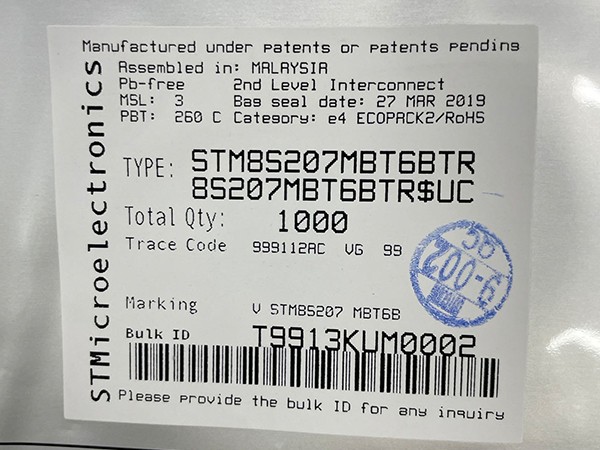 Manufactured under patents or patents pending
STMicroelectronics
Assembled in: MALAYSIA
Pb-free 2nd Level Interconnect
MSL: 3 Bag seal date: 27 MAR 2019
PBT: 260 C Category: e4 ECOPACK2/RoHS
TYPE: STM8S207MBT6BTR
8S207MBT6BTR$UC
Total Qty: 1000
Trace Code 999112AC VG 99
Marking V STM8S207 MBT6B
Bulk ID T9913KUM0002
Please provide the bulk ID for any inquiry